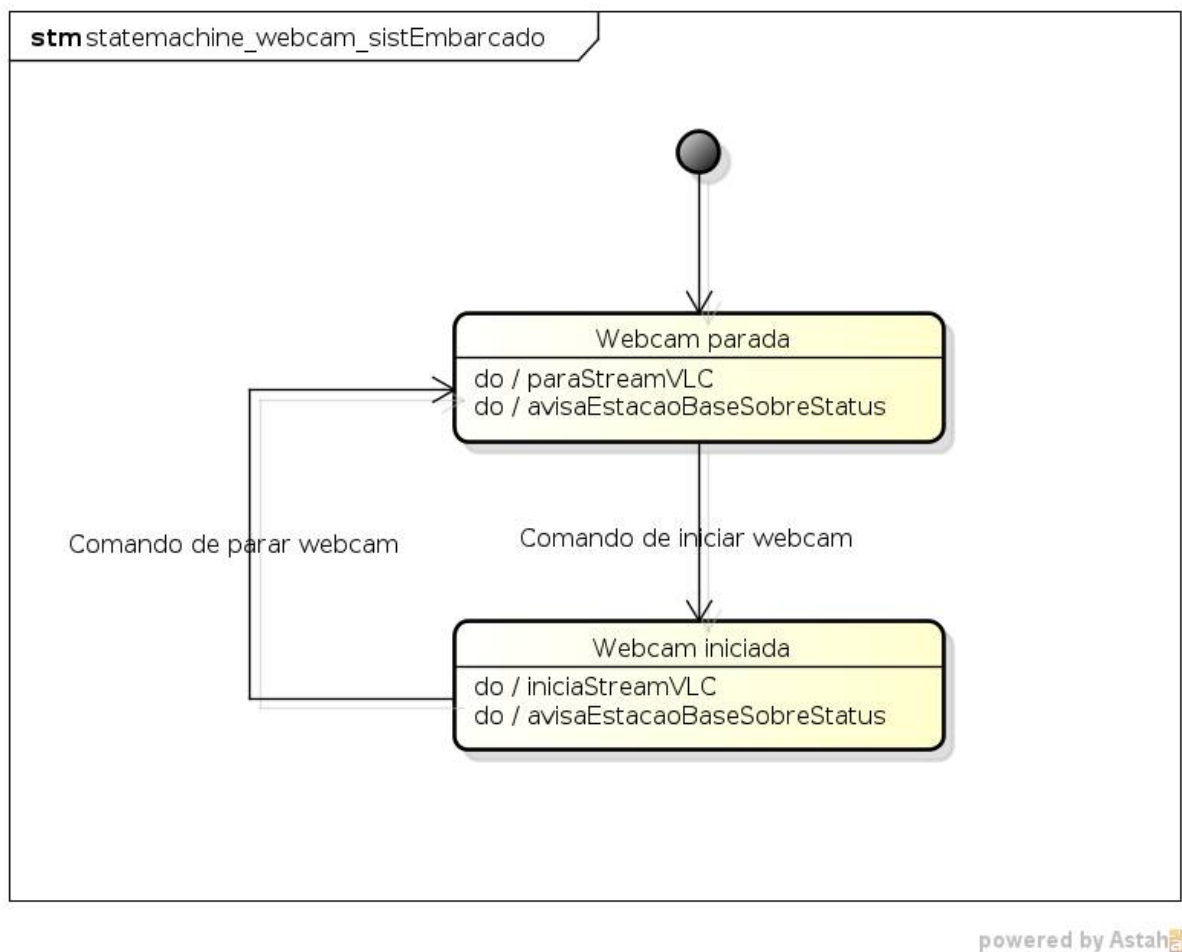 stm statemachine_webcam_sistEmbarcado
Webcam parada
do / paraStreamVLC
do / avisaEstacaoBaseSobreStatus
Comando de parar webcam
Comando de iniciar webcam
Webcam iniciada
do / iniciaStreamVLC
do / avisaEstacaoBaseSobreStatus
powered by Astah